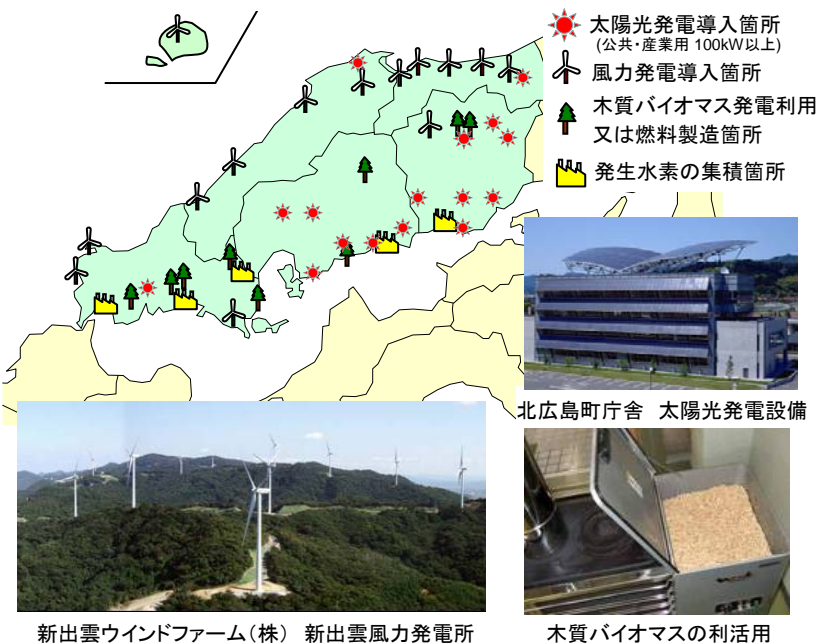 太陽光発電導入箇所
(公共・産業用 100kW以上)
風力発電導入箇所
木質バイオマス発電利用
又は燃料製造箇所
発生水素の集積箇所
北広島町庁舎 太陽光発電設備
新出雲ウインドファーム(株) 新出雲風力発電所
木質バイオマスの利活用